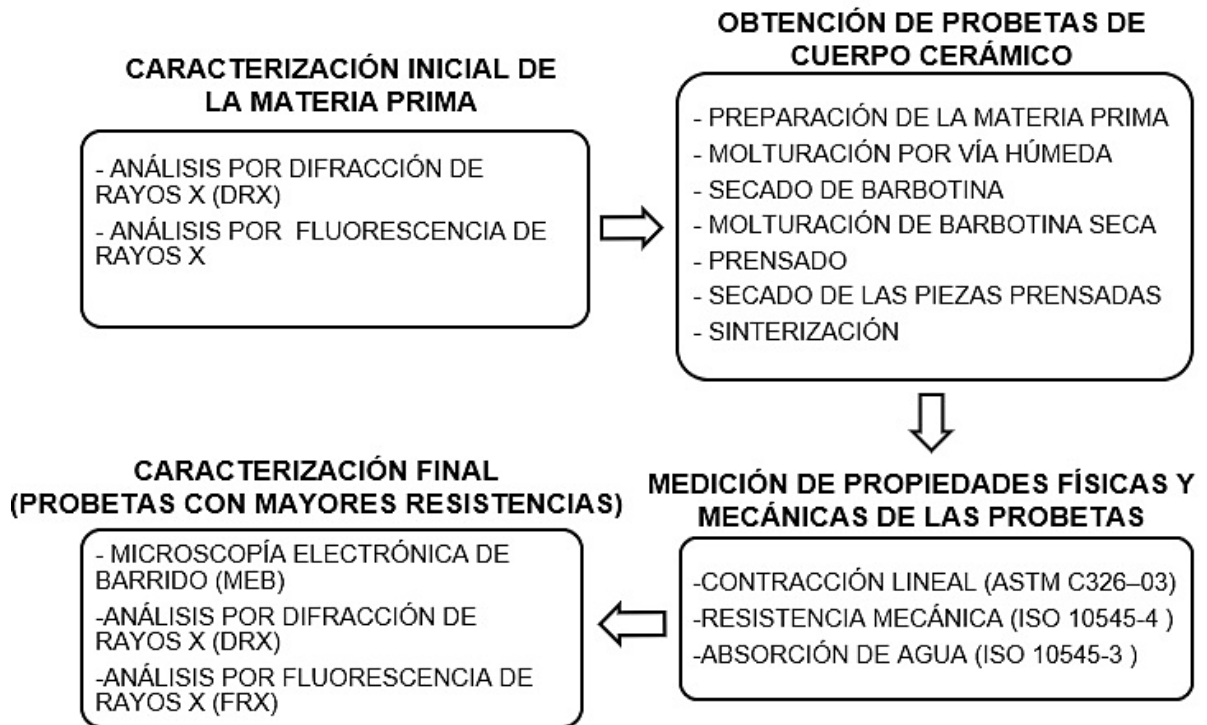 CARACTERIZACIÓN INICIAL DE
LA MATERIA PRIMA
- ANÁLISIS POR DIFRACCIÓN DE
RAYOS X (DRX)
- ANÁLISIS POR FLUORESCENCIA DE
RAYOS X
OBTENCIÓN DE PROBETAS DE
CUERPO CERÁMICO
- PREPARACIÓN DE LA MATERIA PRIMA
- MOLTURACIÓN POR VÍA HÚMEDA
- SECADO DE BARBOTINA
- MOLTURACIÓN DE BARBOTINA SECA
- PRENSADO
- SECADO DE LAS PIEZAS PRENSADAS
- SINTERIZACIÓN
MEDICIÓN DE PROPIEDADES FÍSICAS Y
MECÁNICAS DE LAS PROBETAS
-CONTRACCIÓN LINEAL (ASTM C326–03)
-RESISTENCIA MECÁNICA (ISO 10545-4 )
-ABSORCIÓN DE AGUA (ISO 10545-3 )
CARACTERIZACIÓN FINAL
(PROBETAS CON MAYORES RESISTENCIAS)
- MICROSCOPÍA ELECTRÓNICA DE
BARRIDO (MEB)
-ANÁLISIS POR DIFRACCIÓN DE
RAYOS X (DRX)
-ANÁLISIS POR FLUORESCENCIA DE
RAYOS X (FRX)